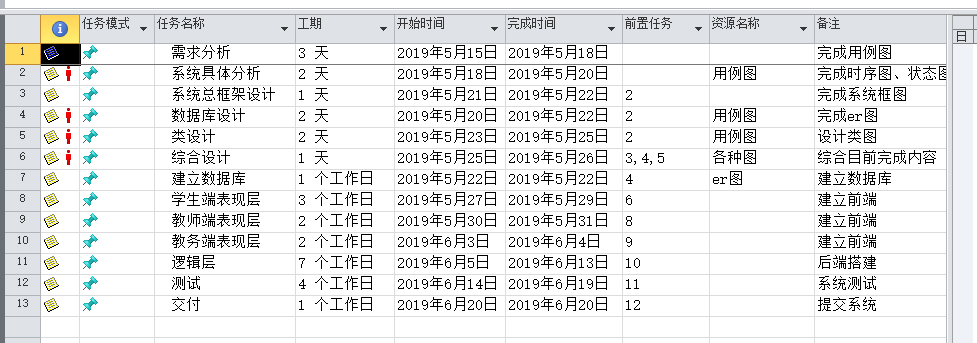 任务模式 任务名称 工期 开始时间 完成时间 前置任务 资源名称 备注 日
1 需求分析 3 天 2019年5月15日 2019年5月18日 完成用例图
2 系统具体分析 2 天 2019年5月18日 2019年5月20日 用例图 完成时序图、状态图
3 系统总框架设计 1 天 2019年5月21日 2019年5月22日 2 完成系统框图
4 数据库设计 2 天 2019年5月20日 2019年5月22日 2 用例图 完成er图
5 类设计 2 天 2019年5月23日 2019年5月25日 2 用例图 设计类图
6 综合设计 1 天 2019年5月25日 2019年5月26日 3,4,5 各种图 综合目前完成内容
7 建立数据库 1 个工作日 2019年5月22日 2019年5月22日 4 er图 建立数据库
8 学生端表现层 3 个工作日 2019年5月27日 2019年5月29日 6 建立前端
9 教师端表现层 2 个工作日 2019年5月30日 2019年5月31日 8 建立前端
10 教务端表现层 2 个工作日 2019年6月3日 2019年6月4日 9 建立前端
11 逻辑层 7 个工作日 2019年6月5日 2019年6月13日 10 后端搭建
12 测试 4 个工作日 2019年6月14日 2019年6月19日 11 系统测试
13 交付 1 个工作日 2019年6月20日 2019年6月20日 12 提交系统